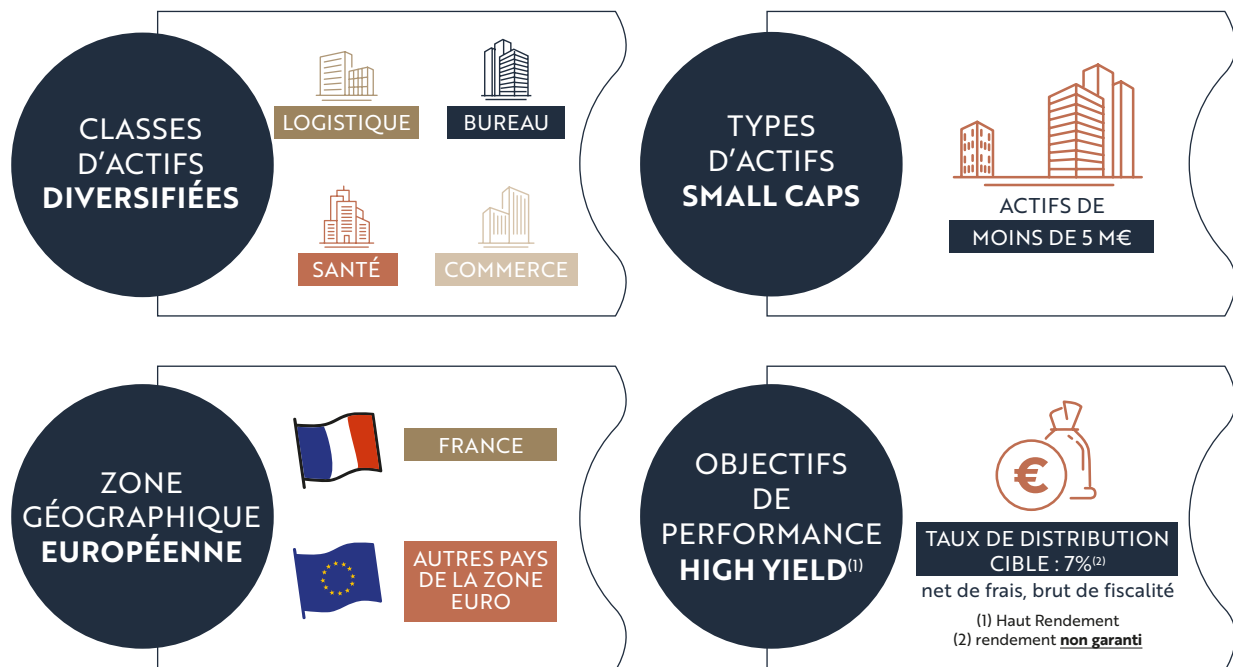 CLASSES
D'ACTIFS
DIVERSIFIÉES
LOGISTIQUE
BUREAU
SANTÉ
COMMERCE
TYPES
D'ACTIFS
SMALL CAPS
ACTIFS DE
MOINS DE 5 M€
ZONE
GÉOGRAPHIQUE
EUROPÉENNE
FRANCE
AUTRES PAYS
DE LA ZONE
EURO
OBJECTIFS
DE
PERFORMANCE
HIGH YIELD(1)
€
TAUX DE DISTRIBUTION
CIBLE : 7%(2)
net de frais, brut de fiscalité
(1) Haut Rendement
(2) rendement non garanti